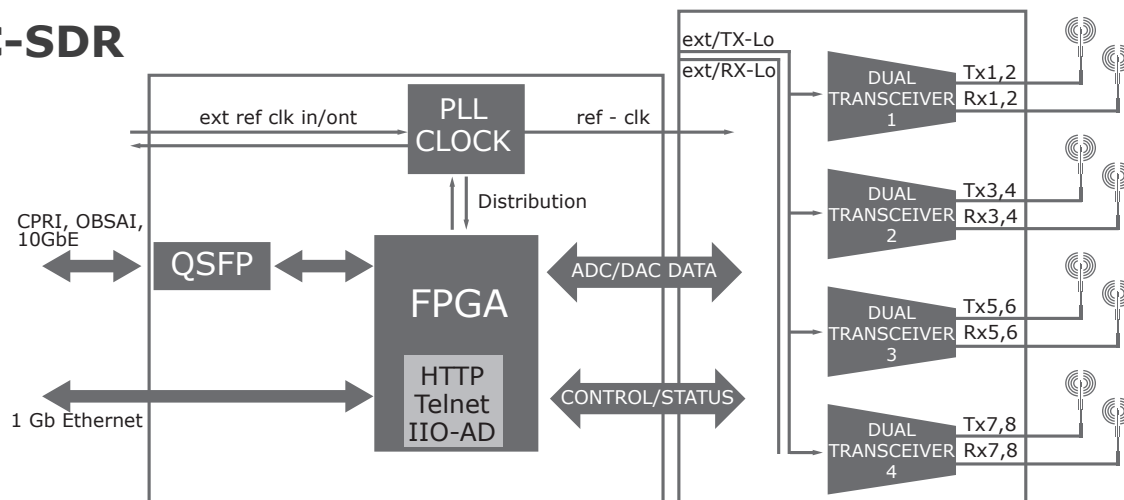 -SDR
ext ref clk in/ont
PLL
CLOCK
ref - clk
Distribution
CPRI, OBSAI,
10GbE
QSFP
FPGA
HTTP
Telnet
IIO-AD
1 Gb Ethernet
ADC/DAC DATA
CONTROL/STATUS
ext/TX-Lo
ext/RX-Lo
DUAL
TRANSCEIVER
1
Tx1,2
Rx1,2
DUAL
TRANSCEIVER
2
Tx3,4
Rx3,4
DUAL
TRANSCEIVER
3
Tx5,6
Rx5,6
DUAL
TRANSCEIVER
4
Tx7,8
Rx7,8